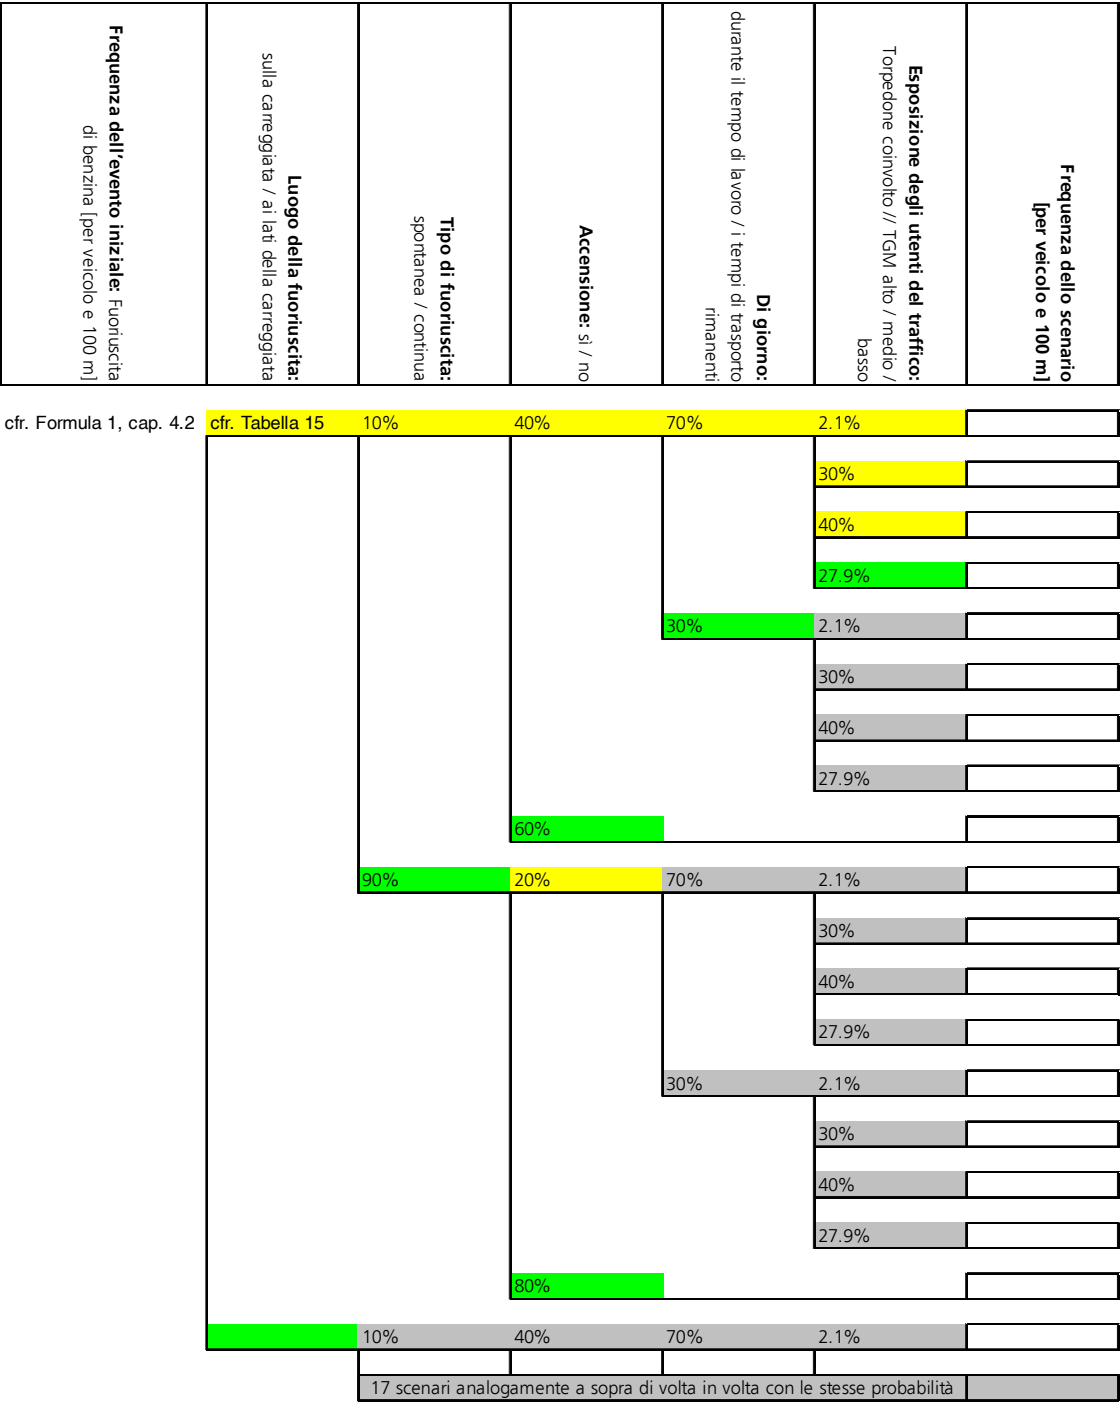 Frequenza dell'evento iniziale: Fuoriuscita
di benzina [per veicolo e 100 m]
Luogo della fuoriuscita:
sulla carreggiata / ai lati della carreggiata
Tipo di fuoriuscita:
spontanea / continua
Accensione: sì / no
Di giorno:
durante il tempo di lavoro / i tempi di trasporto
rimanenti
Esposizione degli utenti del traffico:
Torpedone coinvolto // TGM alto / medio /
basso
Frequenza dello scenario
[per veicolo e 100 m]
cfr. Formula 1, cap. 4.2 cfr. Tabella 15 10% 40% 70% 2.1%
30%
40%
27.9%
30% 2.1%
30%
40%
27.9%
60%
90% 20% 70% 2.1%
30%
40%
27.9%
30% 2.1%
30%
40%
27.9%
80%
10% 40% 70% 2.1%
17 scenari analogamente a sopra di volta in volta con le stesse probabilità